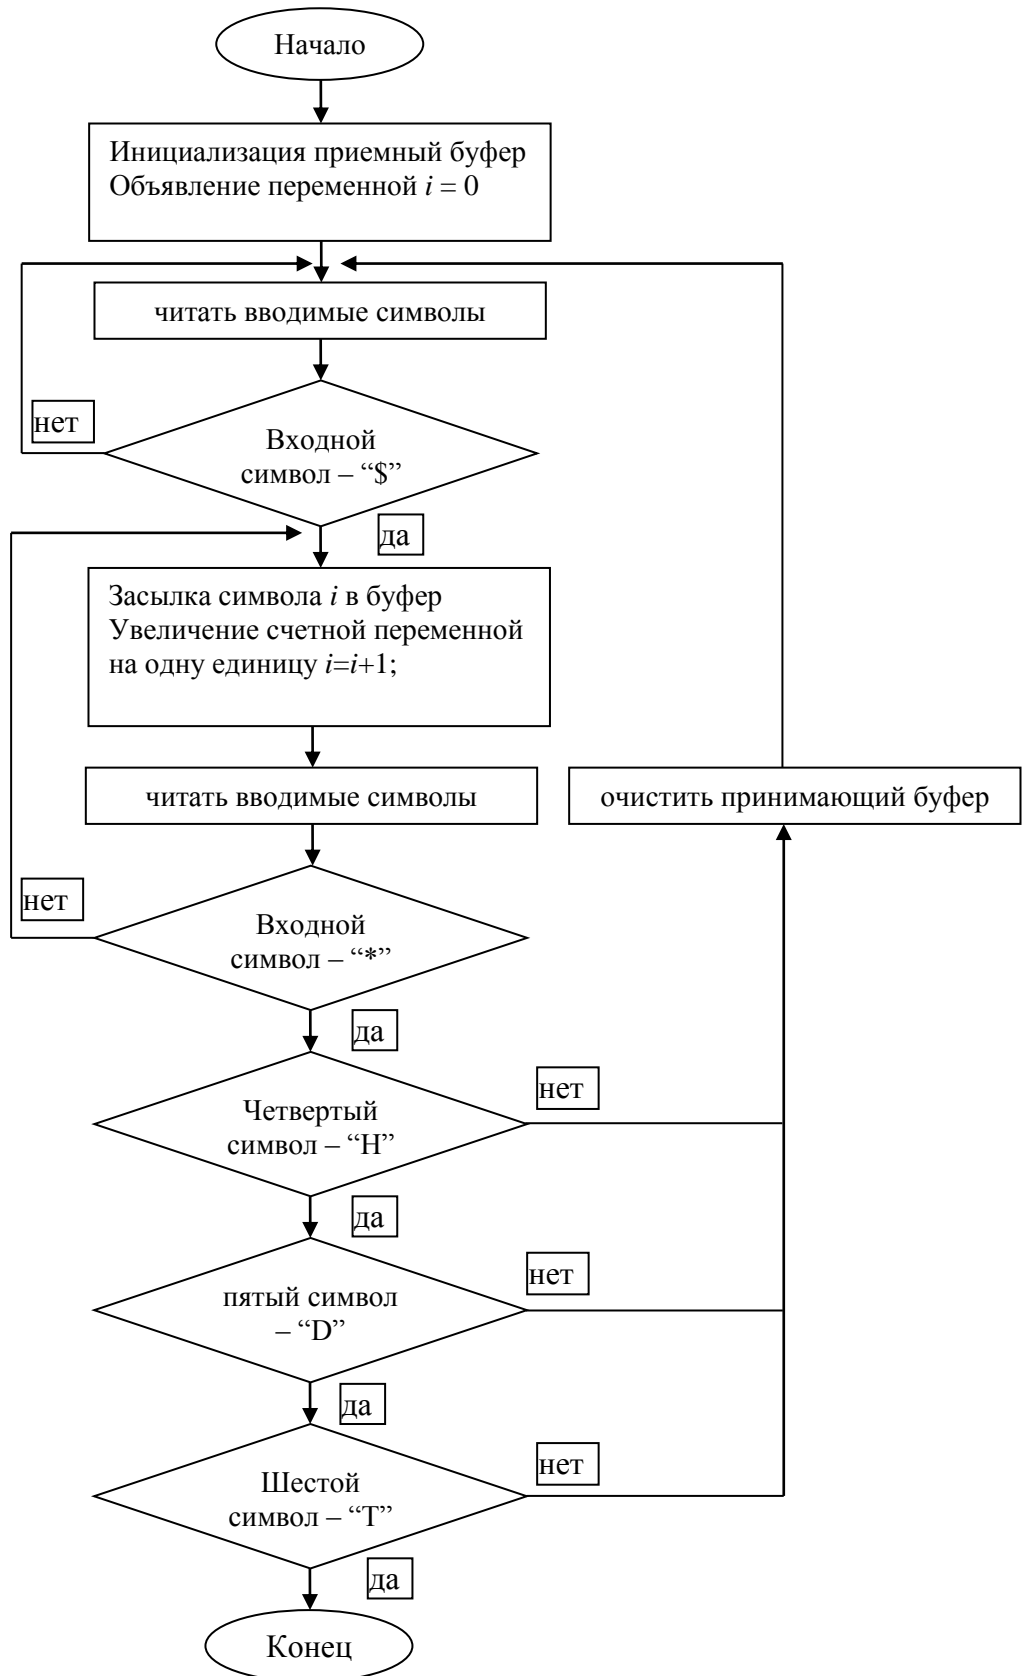 Начало
Инициализация приемный буфер
Объявление переменной i = 0
читать вводимые символы
нет
Входной
символ – “$”
да
Засылка символа i в буфер
Увеличение счетной переменной
на одну единицу i=i+1;
читать вводимые символы
очистить принимающий буфер
нет
Входной
символ – “*”
да
нет
Четвертый
символ – “H”
да
нет
пятый символ
– “D”
да
нет
Шестой
символ – “T”
да
Конец